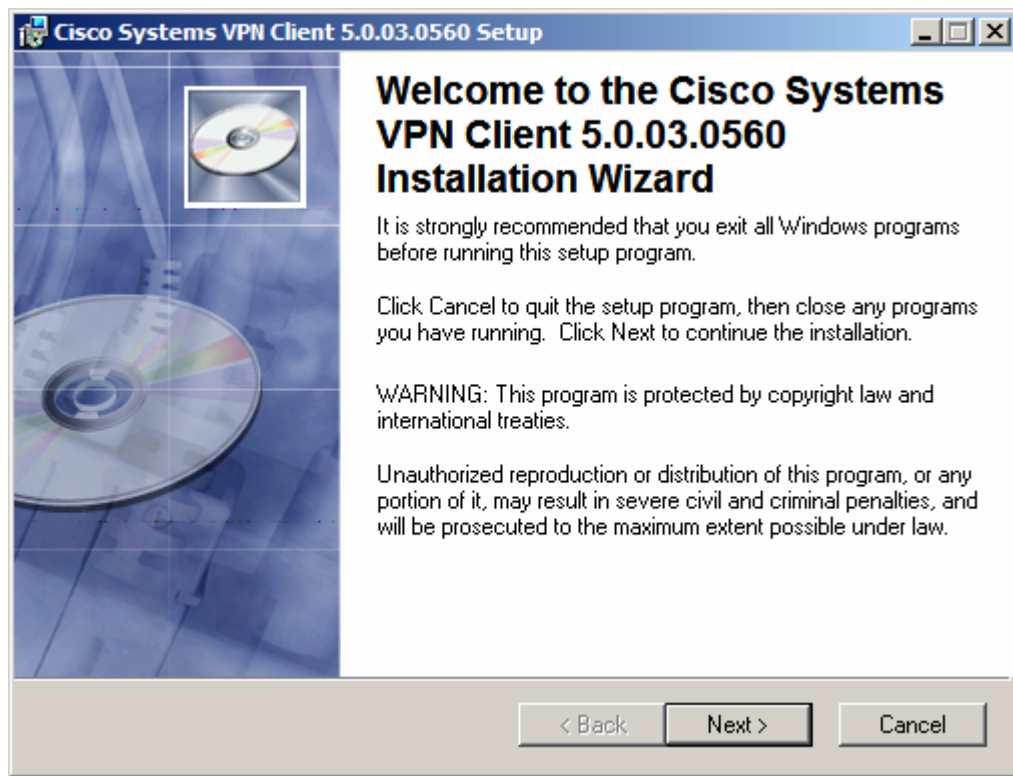 Cisco Systems VPN Client 5.0.03.0560 Setup
Welcome to the Cisco Systems
VPN Client 5.0.03.0560
Installation Wizard
It is strongly recommended that you exit all Windows programs
before running this setup program.
Click Cancel to quit the setup program, then close any programs
you have running.  Click Next to continue the installation.
WARNING: This program is protected by copyright law and
international treaties.
Unauthorized reproduction or distribution of this program, or any
portion of it, may result in severe civil and criminal penalties, and
will be prosecuted to the maximum extent possible under law.
< Back Next > Cancel